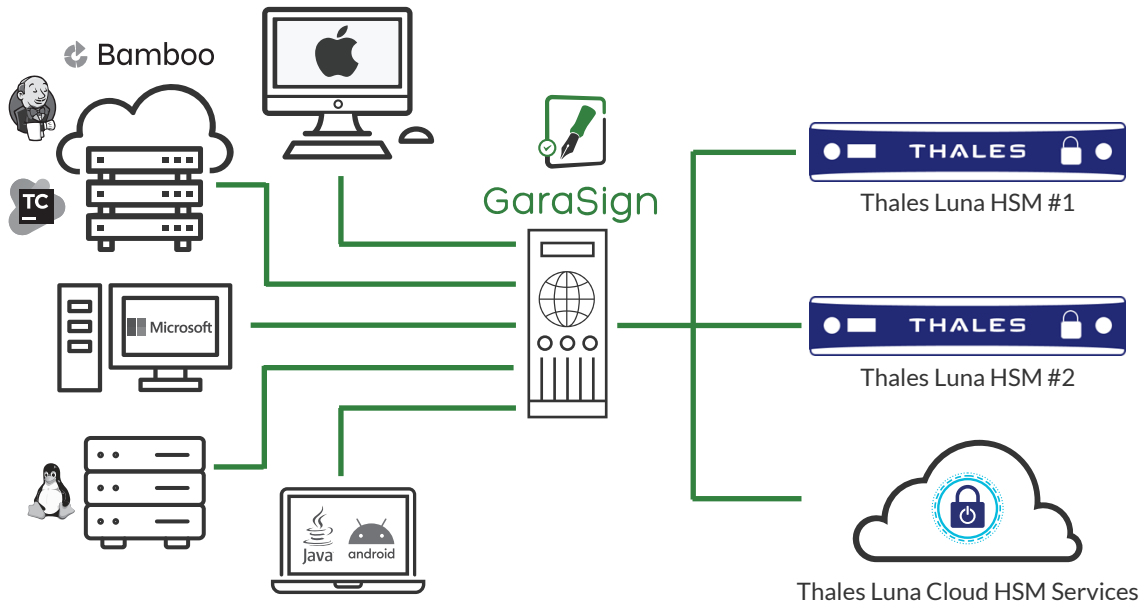 Bamboo
TC
Microsoft
Java
android
GaraSign
THALES
Thales Luna HSM #1
THALES
Thales Luna HSM #2
Thales Luna Cloud HSM Services